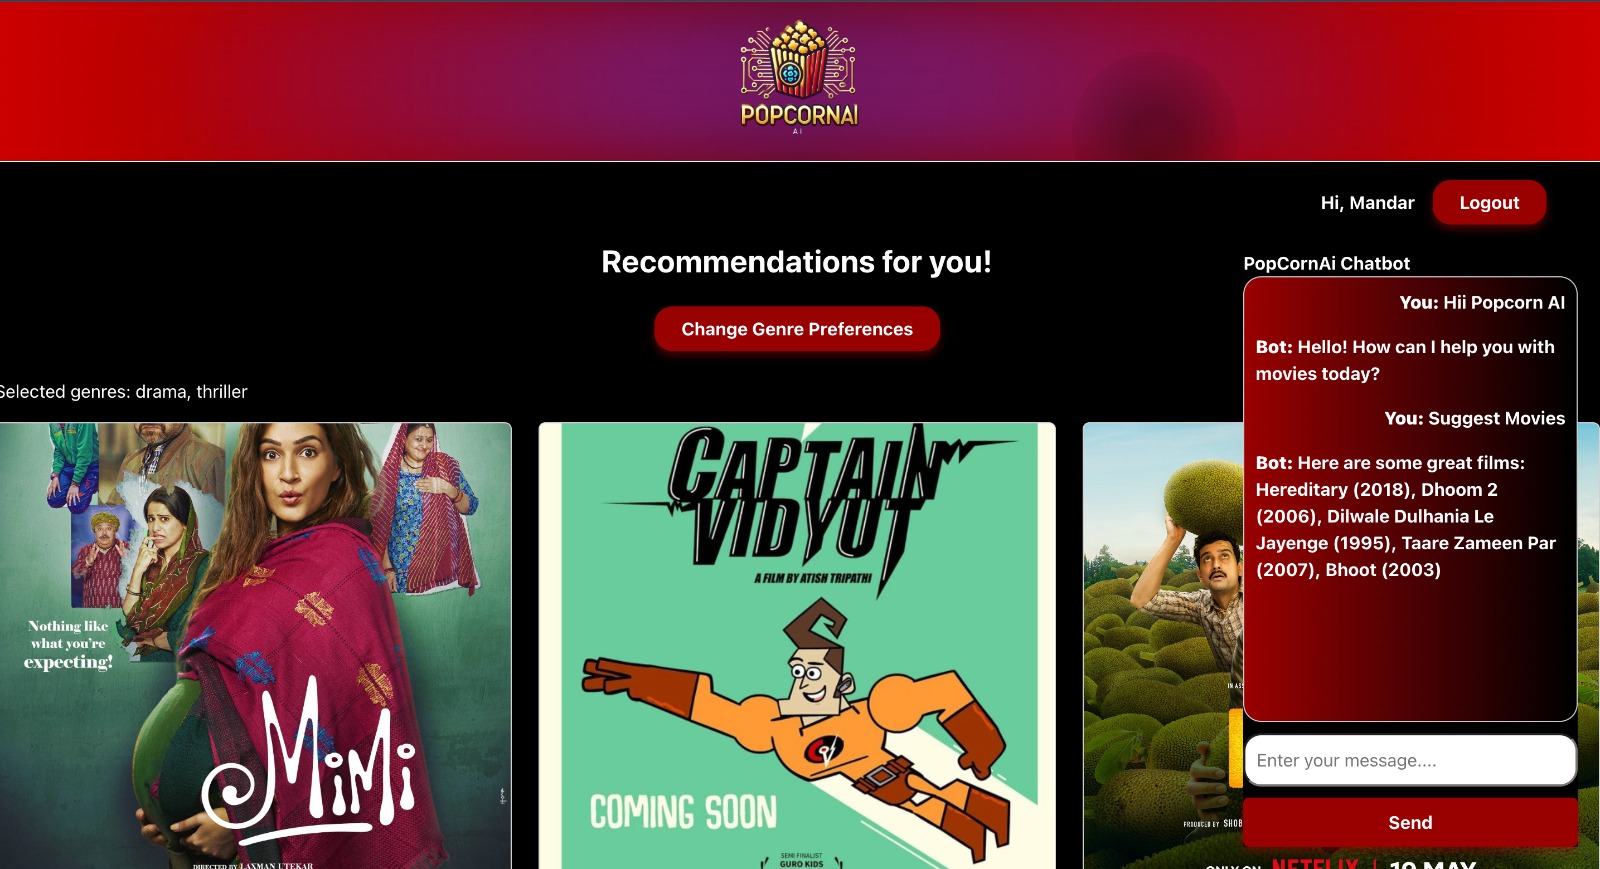 POPCORNAI
AI
Hi, Mandar
Logout
Recommendations for you!
Change Genre Preferences
Selected genres: drama, thriller
Nothing like
what you're
expecting!
MiMi
DIRECTED BY LAXMAN UTEKAR
CAPTAIN
VIDYUT
A FILM BY ATISH TRIPATHI
COMING SOON
SEMI FINALIST
GURO KIDS
PRODUCED BY SHOB
ONLY ON NETFLIX | 19 MAY
PopCornAi Chatbot
You: Hii Popcorn AI
Bot: Hello! How can I help you with
movies today?
You: Suggest Movies
Bot: Here are some great films:
Hereditary (2018), Dhoom 2
(2006), Dilwale Dulhania Le
Jayenge (1995), Taare Zameen Par
(2007), Bhoot (2003)
Enter your message....
Send